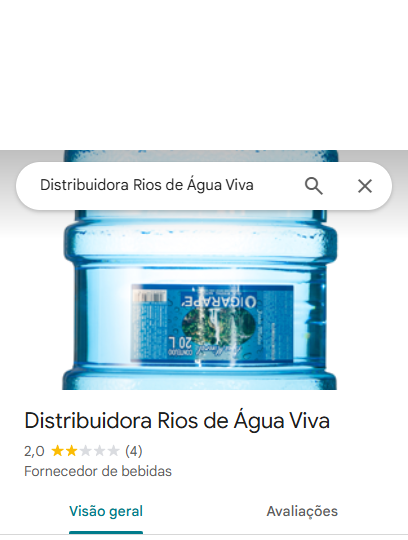 Distribuidora Rios de Água Viva
IGARAPÉ
CONTEÚDO
20 L
Distribuidora Rios de Água Viva
2,0 (4)
Fornecedor de bebidas
Visão geral
Avaliações